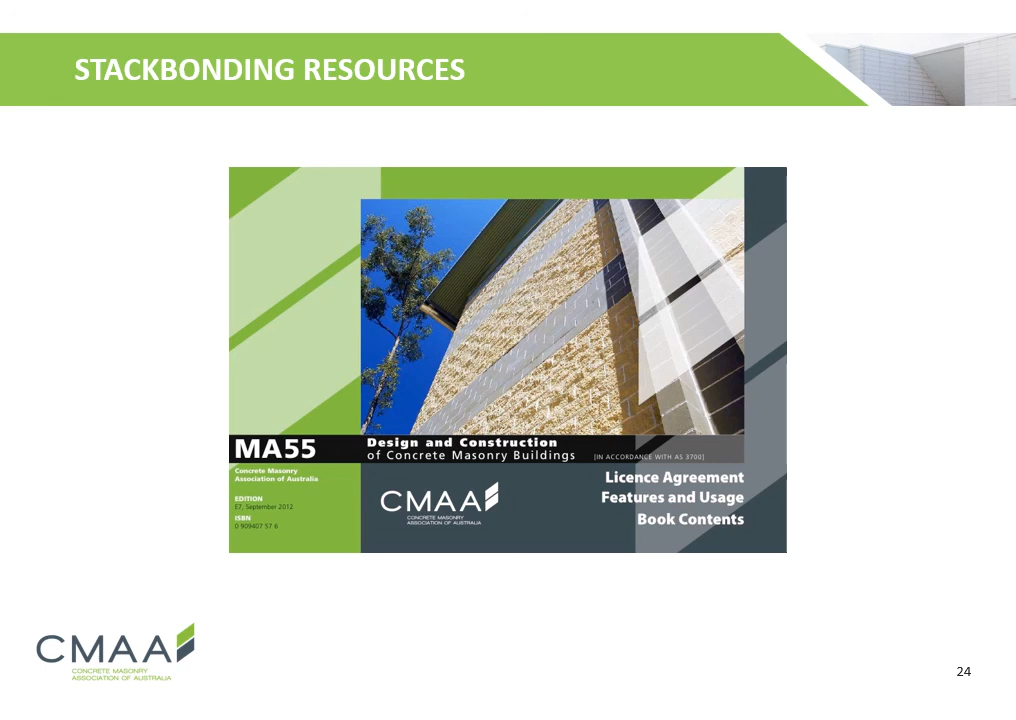 STACKBONDING RESOURCES
MA55
Design and Construction
of Concrete Masonry Buildings [IN ACCORDANCE WITH AS 3700]
Concrete Masonry
Association of Australia
EDITION
E7, September 2012
ISBN
0 909407 57 6
CMAA
CONCRETE MASONRY
ASSOCIATION OF AUSTRALIA
Licence Agreement
Features and Usage
Book Contents
CMAA
CONCRETE MASONRY
ASSOCIATION OF AUSTRALIA
24